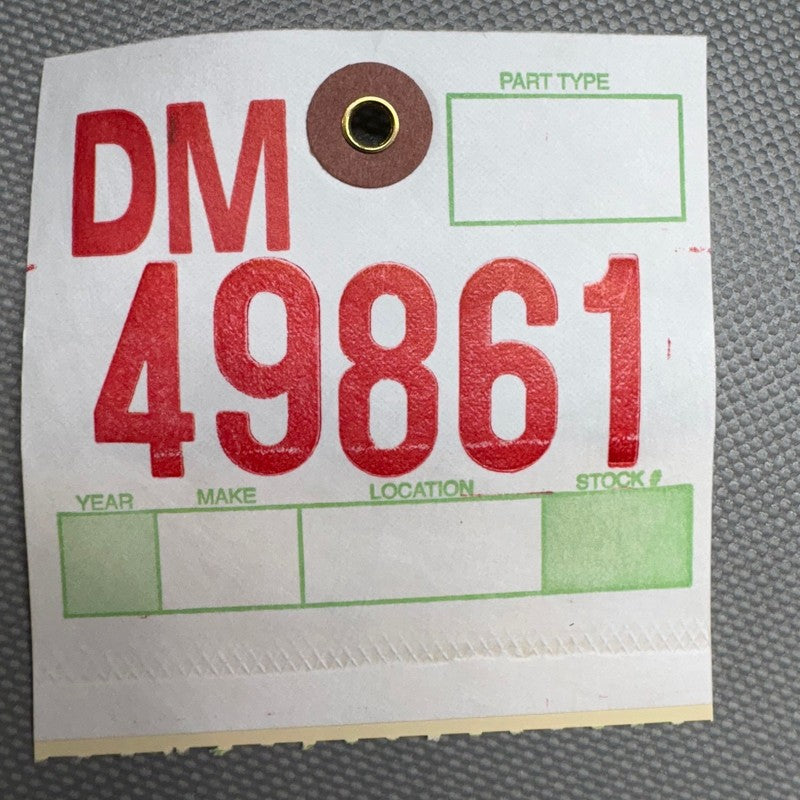 PART TYPE
DM
49861
YEAR MAKE LOCATION STOCK #